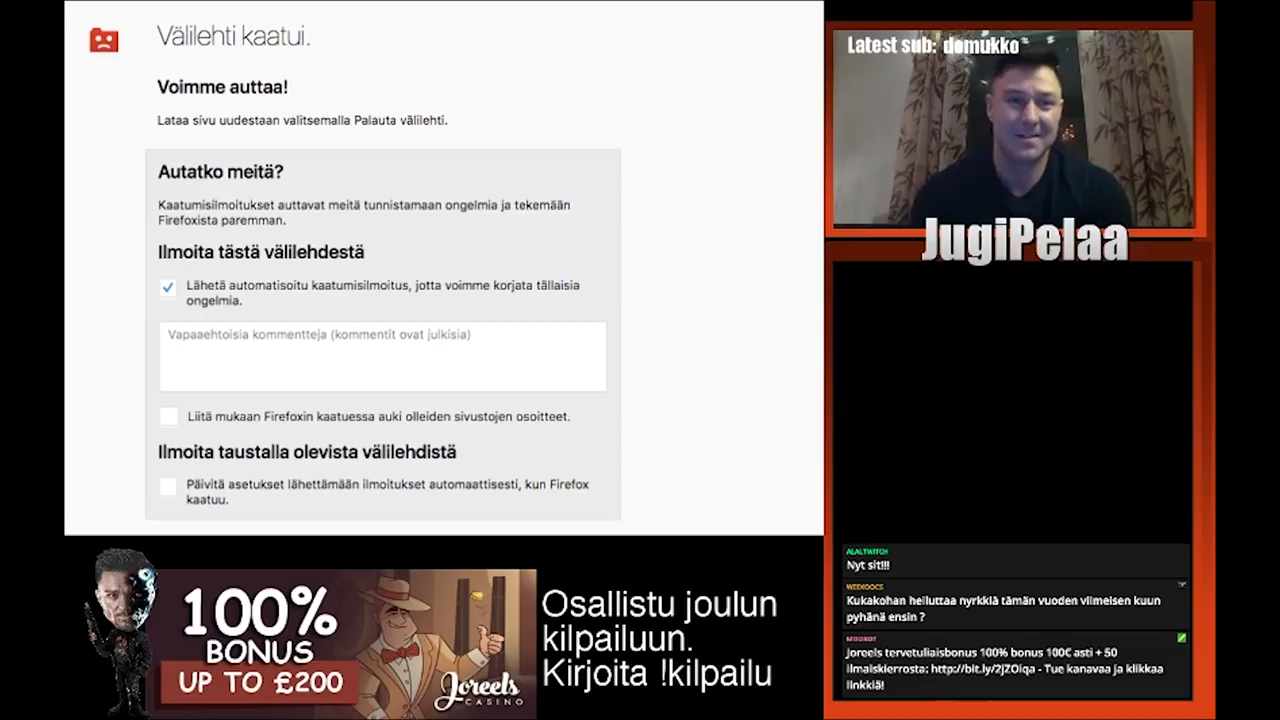 Välilehti kaatui.
Voimme auttaa!
Lataa sivu uudestaan valitsemalla Palauta välilehti.
Autatko meitä?
Kaatumisilmoitukset auttavat meitä tunnistamaan ongelmia ja tekemään
Firefoxista paremman.
Ilmoita tästä välilehdestä
Lähetä automatisoitu kaatumisilmoitus, jotta voimme korjata tällaisia
ongelmia.
Vapaaehtoisia kommentteja (kommentit ovat julkisia)
Liitä mukaan Firefoxin kaatuessa auki olleiden sivustojen osoitteet.
Ilmoita taustalla olevista välilehdistä
Päivitä asetukset lähettämään ilmoitukset automaattisesti, kun Firefox
kaatuu.
100%
BONUS
UP TO £200
Joreels
CASINO
Osallistu joulun
kilpailuun.
Kirjoita !kilpailu
Latest sub: domukko
JugiPelaa
ALALTWITCH
Nyt sit!!!
WEEKOOCS
Kukakohan heiluttaa nyrkkiä tämän vuoden viimeisen kuun
pyhänä ensin ?
MOOBOT
Joreels tervetuliaisbonus 100% bonus 100€ asti + 50
ilmaiskierrosta: http://bit.ly/2jZOiqa - Tue kanavaa ja klikkaa
linkkiä!